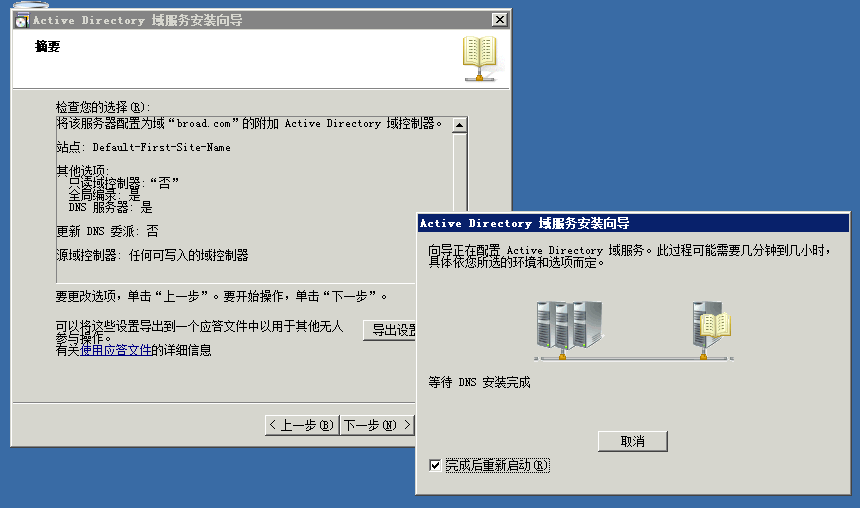 Active Directory 域服务安装向导
摘要
检查您的选择(R):
将该服务器配置为域“broad.com”的附加 Active Directory 域控制器。
站点: Default-First-Site-Name
其他选项:
只读域控制器:“否”
全局编录: 是
DNS 服务器: 是
更新 DNS 委派: 否
源域控制器: 任何可写入的域控制器
要更改选项，单击“上一步”。要开始操作，单击“下一步”。
可以将这些设置导出到一个应答文件中以用于其他无人
参与操作。
导出设置
有关使用应答文件的详细信息
< 上一步(B)
下一步(N) >
Active Directory 域服务安装向导
向导正在配置 Active Directory 域服务。此过程可能需要几分钟到几小时，
具体依您所选的环境和选项而定。
等待 DNS 安装完成
取消
完成后重新启动(R)